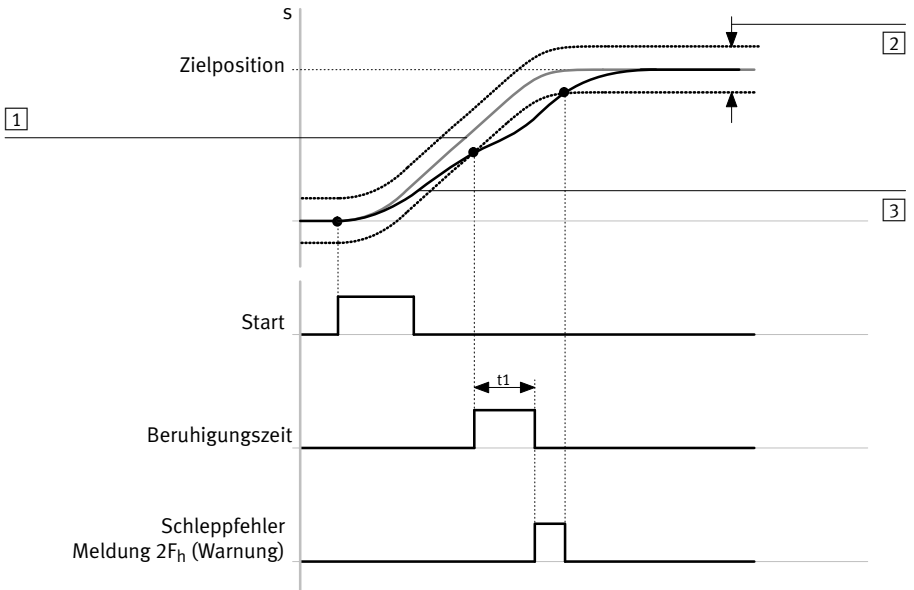 s
2
Zielposition
1
3
Start
t1
Beruhigungszeit
Schleppfehler
Meldung 2Fh (Warnung)